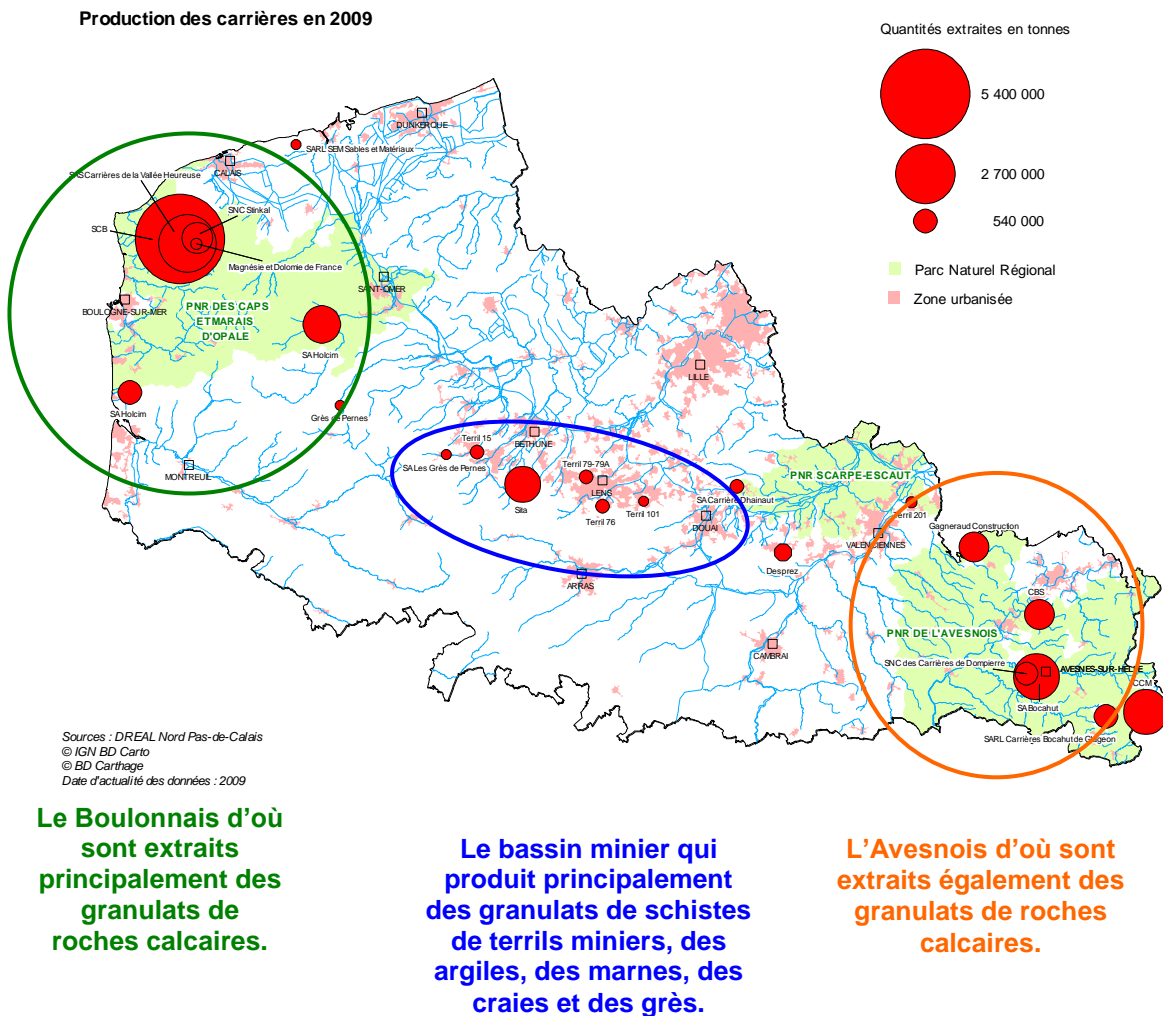 Production des carrières en 2009
Quantités extraites en tonnes
5 400 000
2 700 000
540 000
Parc Naturel Régional
Zone urbanisée
DUNKERQUE
SARL SEM Sables et Matériaux
CALAIS
SAS Carrières de la Vallée Heureuse
SNC Stinkal
SCB
Magnésie et Dolomie de France
SAINT-OMER
PNR DES CAPS
ET MARAIS
D'OPALE
BOULOGNE-SUR-MER
SA Holcim
SA Holcim
Grès de Pernes
MONTREUIL
LILLE
BETHUNE
Terril 15
SA Les Grès de Pernes
Terril 79-79A
LENS
Sita
Terril 76
Terril 101
SA Carrière Dhainaut
DOUAI
PNR SCARPE-ESCAUT
Terril 201
VALENCIENNES
Gagneraud Construction
Desprez
ARRAS
CBS
CAMBRAI
PNR DE L'AVESNOIS
SNC des Carrières de Dompierre
AVESNES-SUR-HELPE
SA Bocahut
CCM
SARL Carrières Bocahut de Glageon
Sources : DREAL Nord Pas-de-Calais
© IGN BD Carto
© BD Carthage
Date d'actualité des données : 2009
Le Boulonnais d’où
sont extraits
principalement des
granulats de
roches calcaires.
Le bassin minier qui
produit principalement
des granulats de schistes
de terrils miniers, des
argiles, des marnes, des
craies et des grès.
L’Avesnois d’où sont
extraits également des
granulats de roches
calcaires.